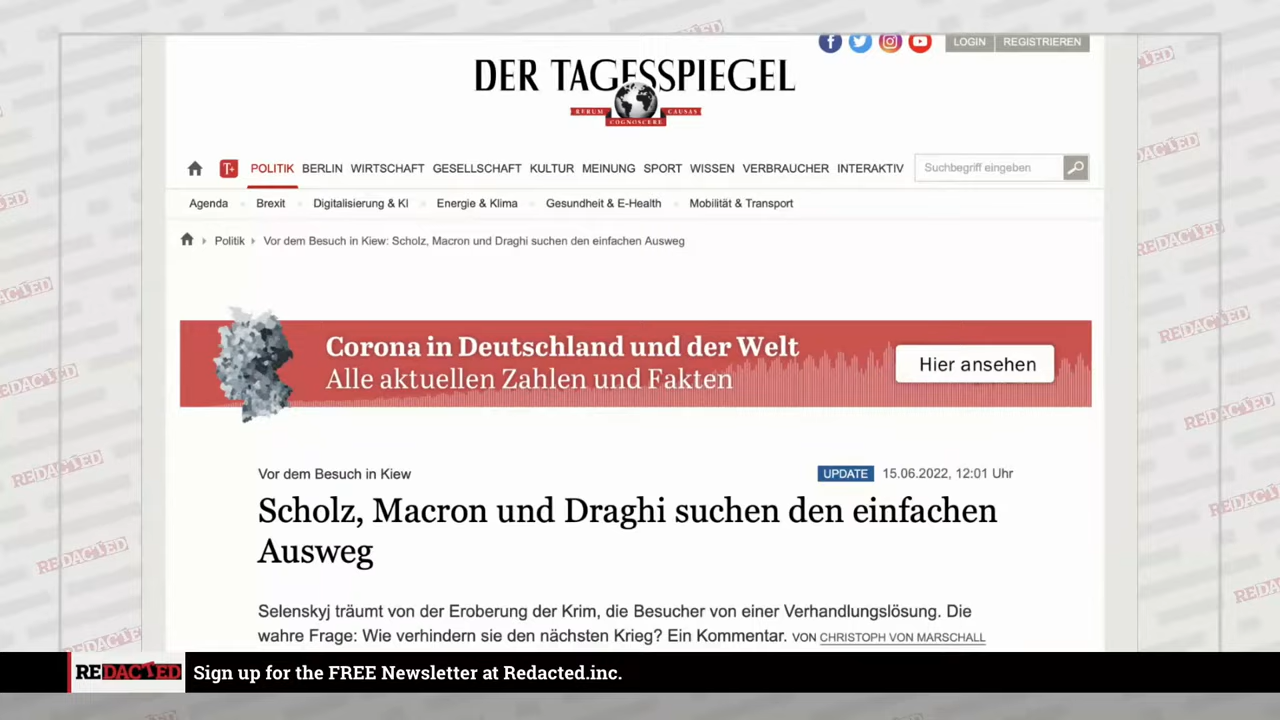 LOGIN REGISTRIEREN
DER TAGESSPIEGEL
RERUM CAUSAS
COGNOSCERE
T+ POLITIK BERLIN WIRTSCHAFT GESELLSCHAFT KULTUR MEINUNG SPORT WISSEN VERBRAUCHER INTERAKTIV Suchbegriff eingeben
Agenda Brexit Digitalisierung & KI Energie & Klima Gesundheit & E-Health Mobilität & Transport
Politik Vor dem Besuch in Kiew: Scholz, Macron und Draghi suchen den einfachen Ausweg
Corona in Deutschland und der Welt
Alle aktuellen Zahlen und Fakten
Hier ansehen
Vor dem Besuch in Kiew UPDATE 15.06.2022, 12:01 Uhr
Scholz, Macron und Draghi suchen den einfachen
Ausweg
Selenskyj träumt von der Eroberung der Krim, die Besucher von einer Verhandlungslösung. Die
wahre Frage: Wie verhindern sie den nächsten Krieg? Ein Kommentar. VON CHRISTOPH VON MARSCHALL
REDACTED Sign up for the FREE Newsletter at Redacted.inc.